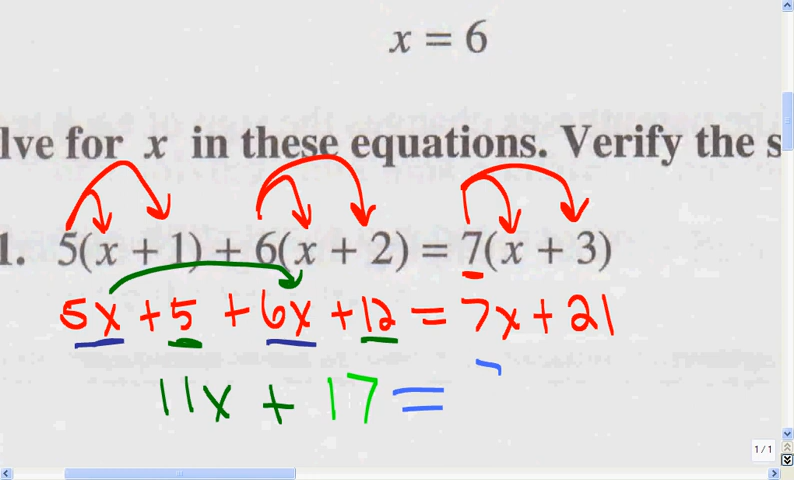 x = 6
lve for x in these equations. Verify the s
1. 5(x + 1) + 6(x + 2) = 7(x + 3)
5x + 5 + 6x + 12 = 7x + 21
11x + 17 =
1/1